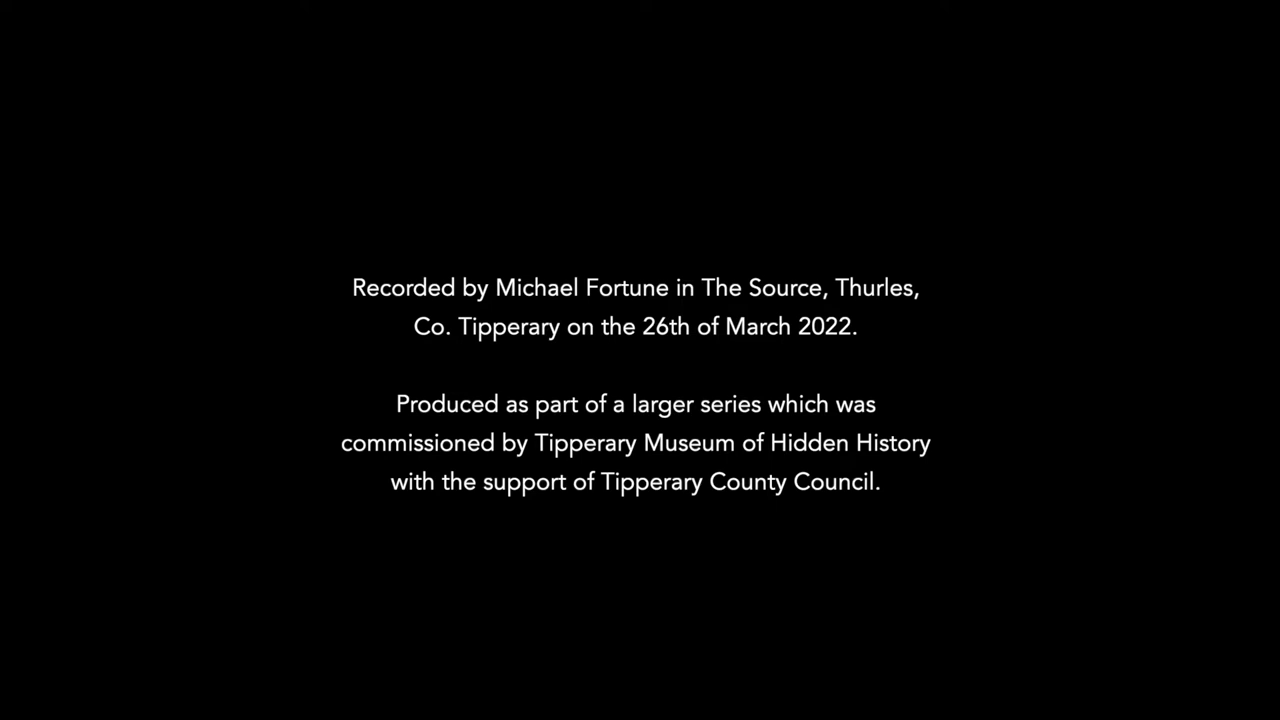 Recorded by Michael Fortune in The Source, Thurles,
Co. Tipperary on the 26th of March 2022.
Produced as part of a larger series which was
commissioned by Tipperary Museum of Hidden History
with the support of Tipperary County Council.